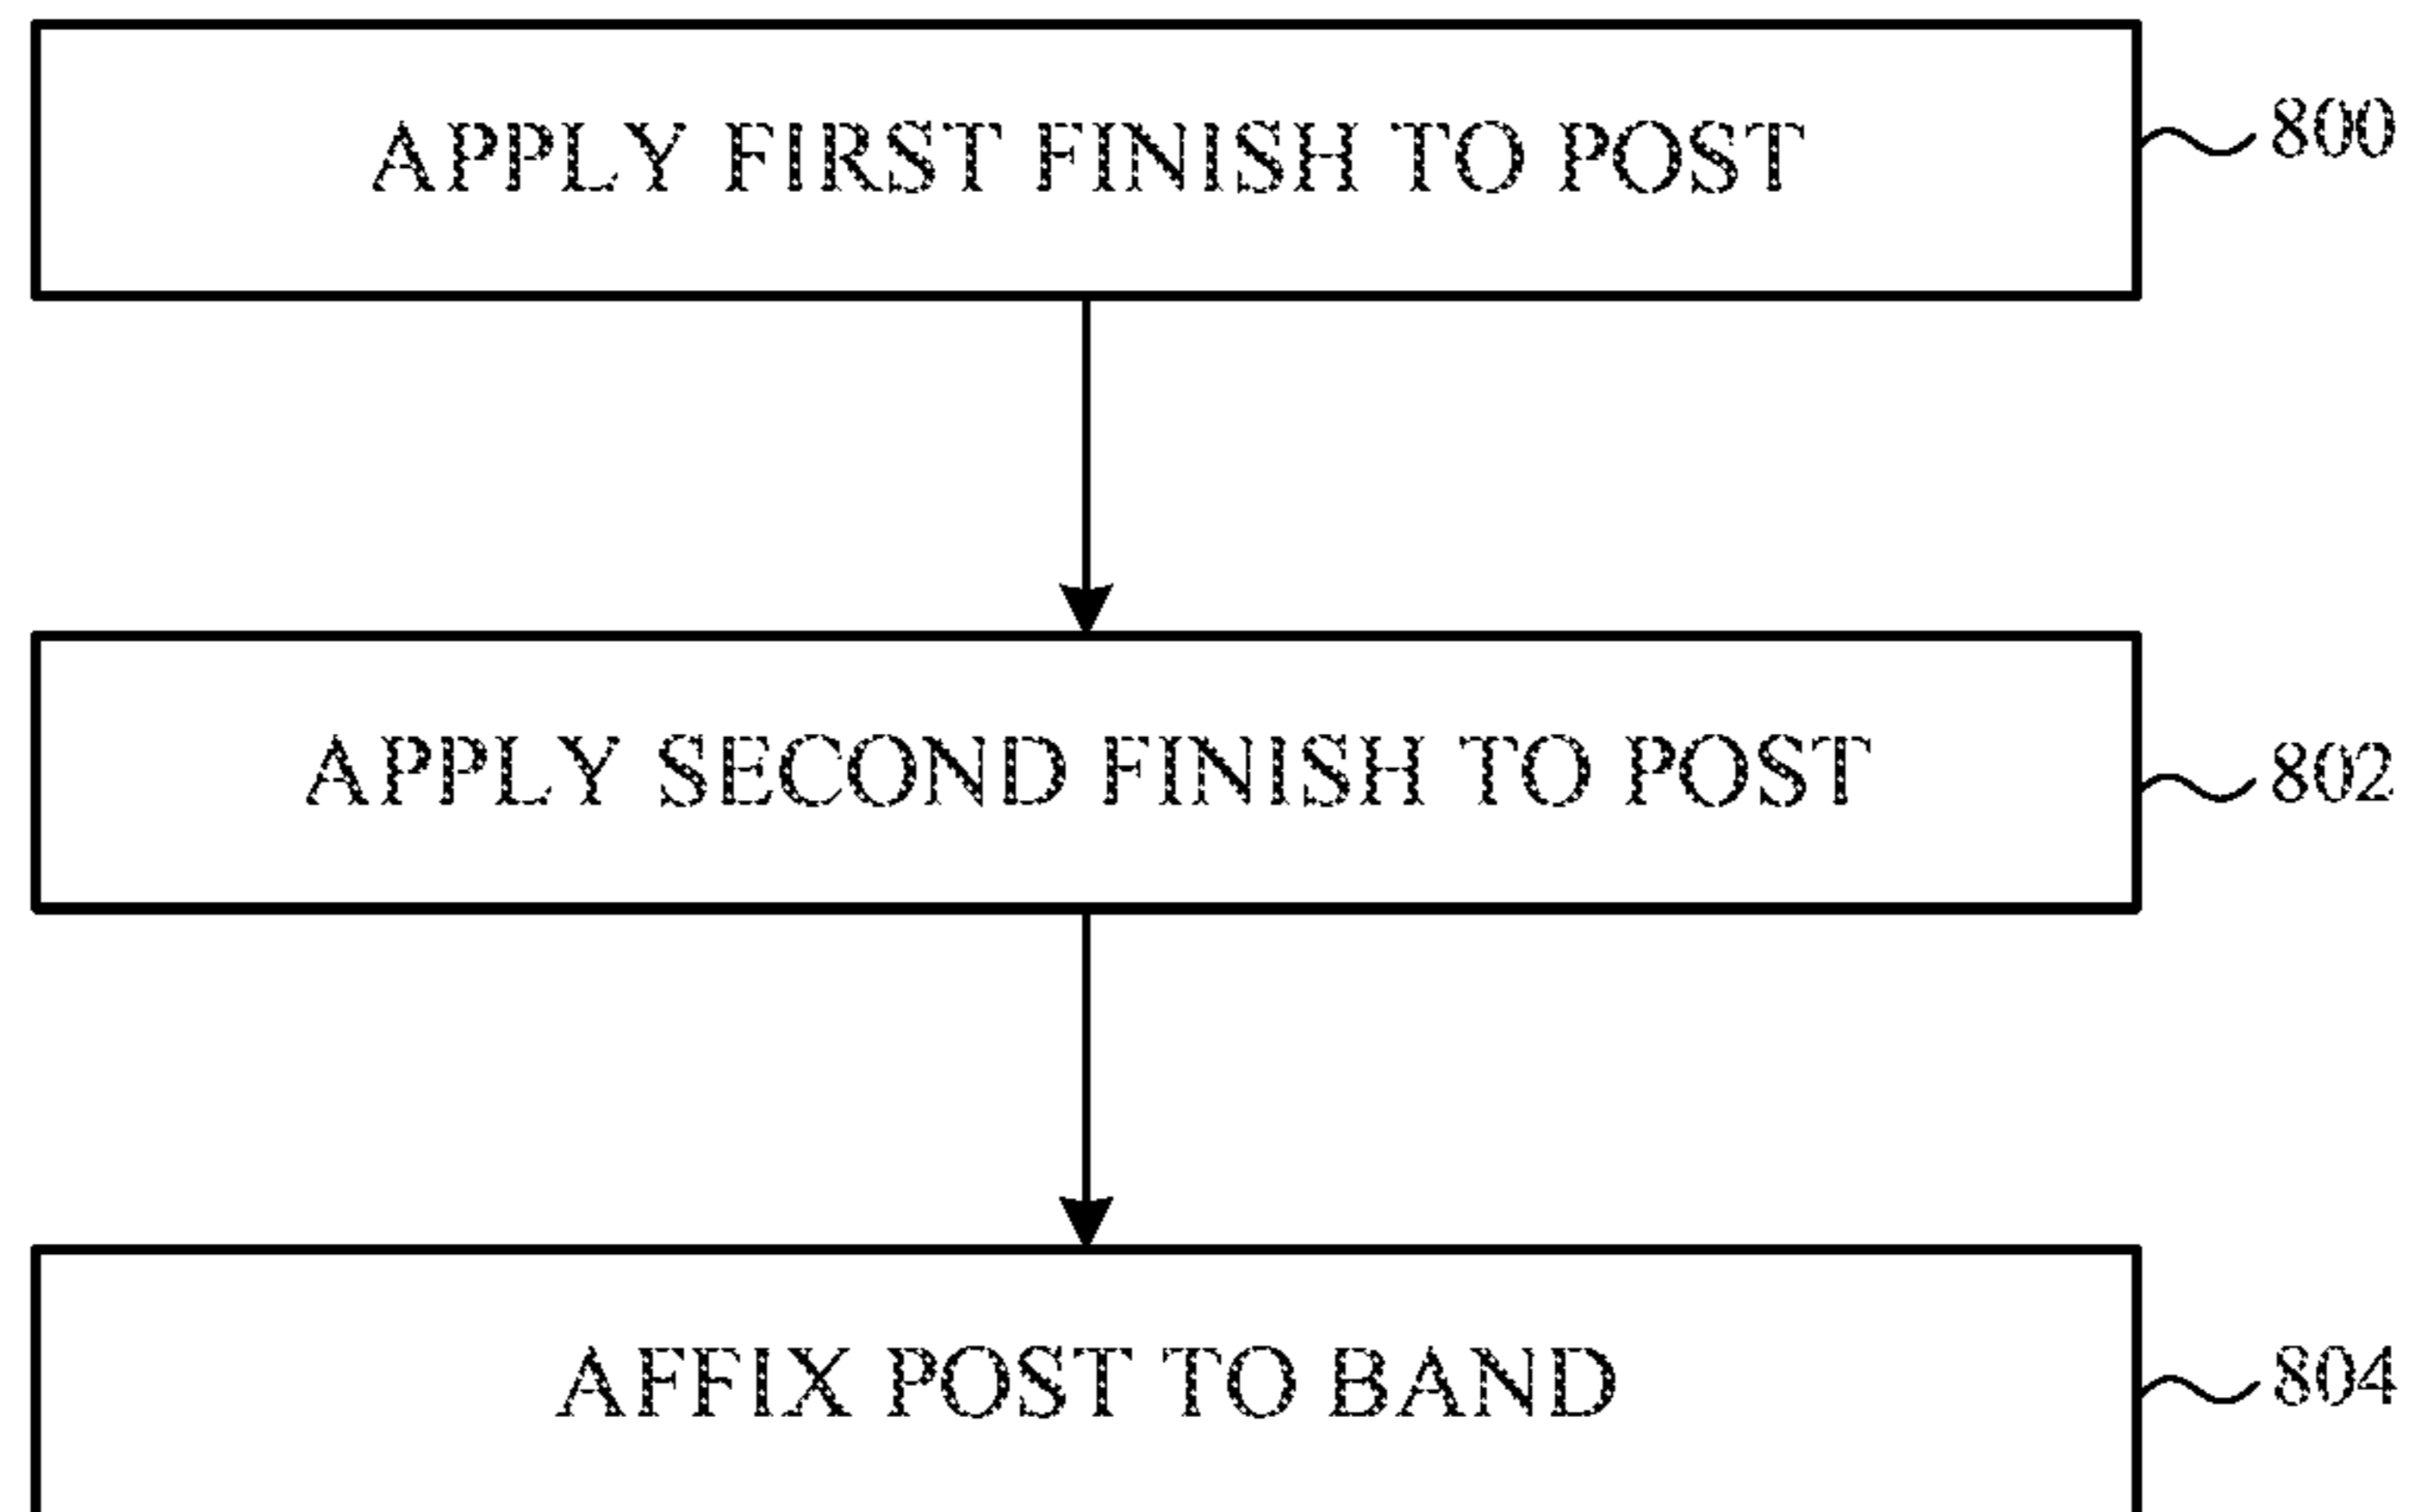 APPLY FIRST FINISH TO POST
800
APPLY SECOND FINISH TO POST
802
AFFIX POST TO BAND
804